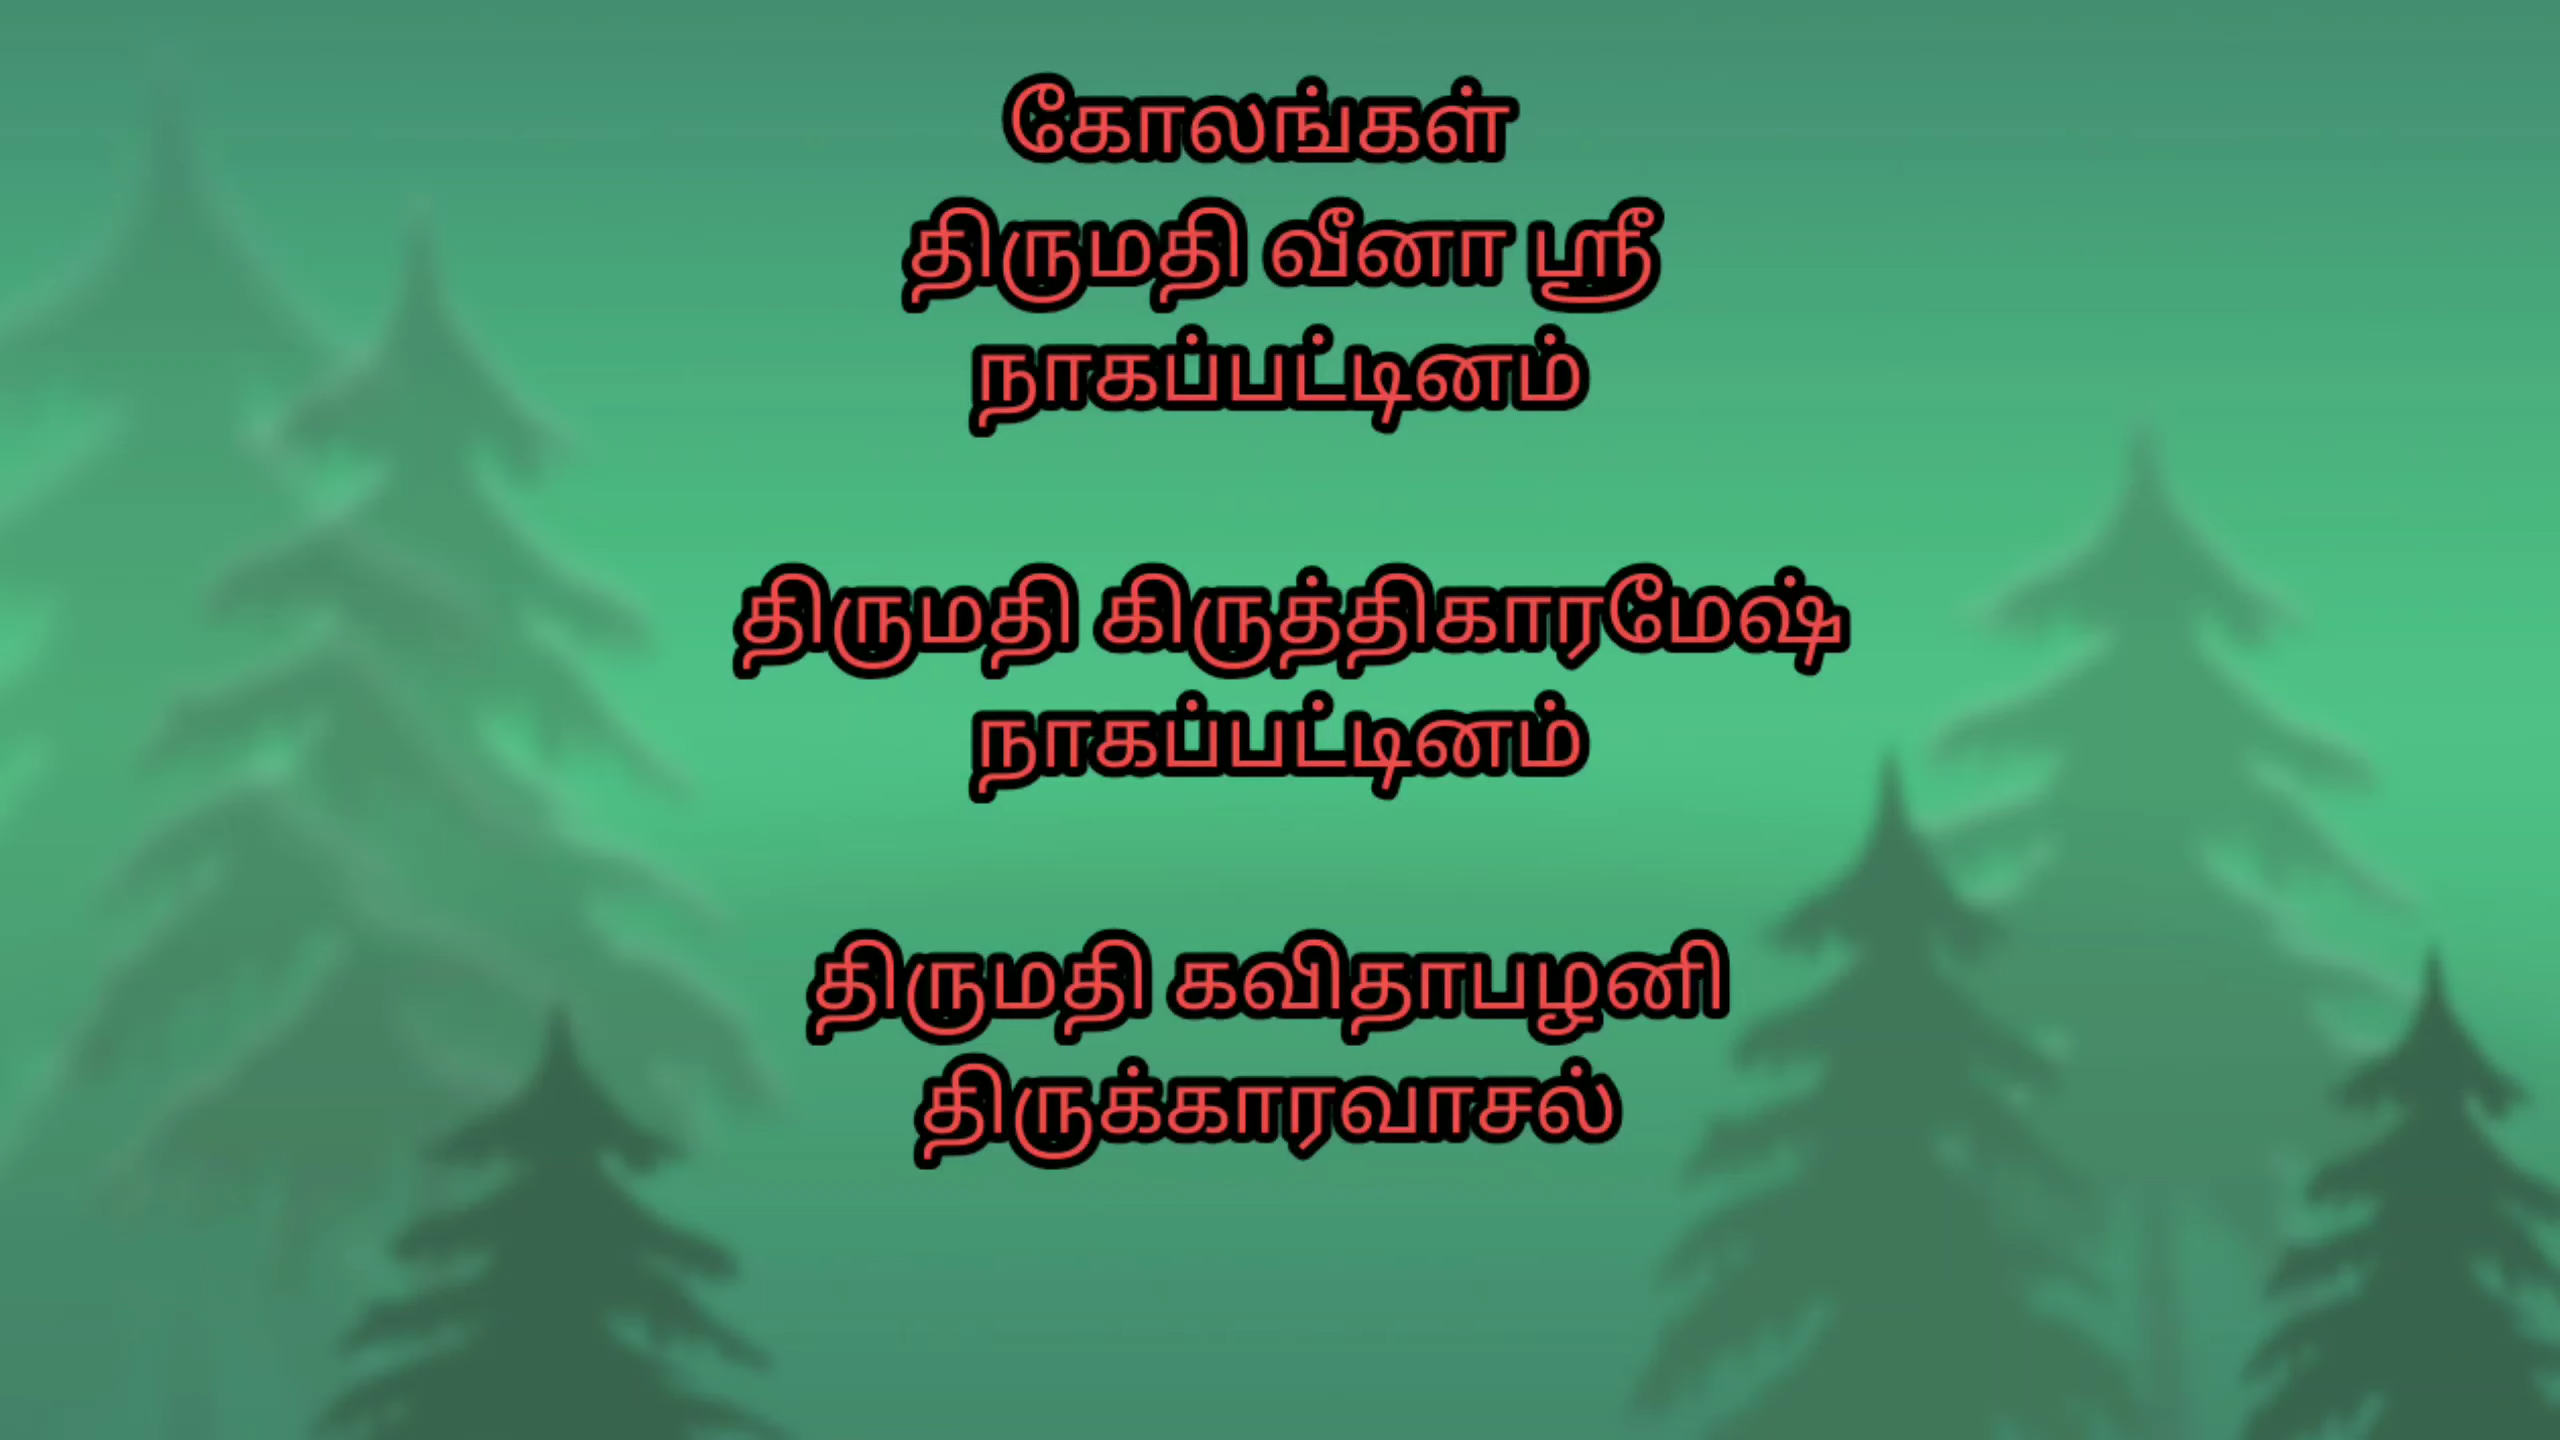 கோலங்கள்
திருமதி வீனா ஸ்ரீ
நாகப்பட்டினம்
திருமதி கிருத்திகாரமேஷ்
நாகப்பட்டினம்
திருமதி கவிதாபழனி
திருக்காரவாசல்